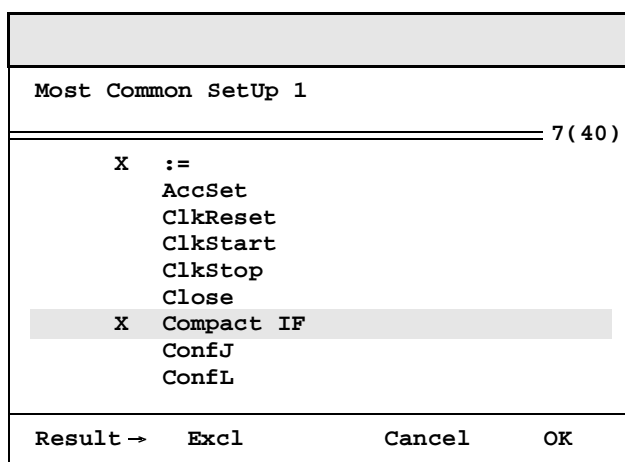 Most Common SetUp 1
7(40)
X :=
AccSet
ClkReset
ClkStart
ClkStop
Close
X Compact IF
ConfJ
ConfL
Result→ Excl Cancel OK